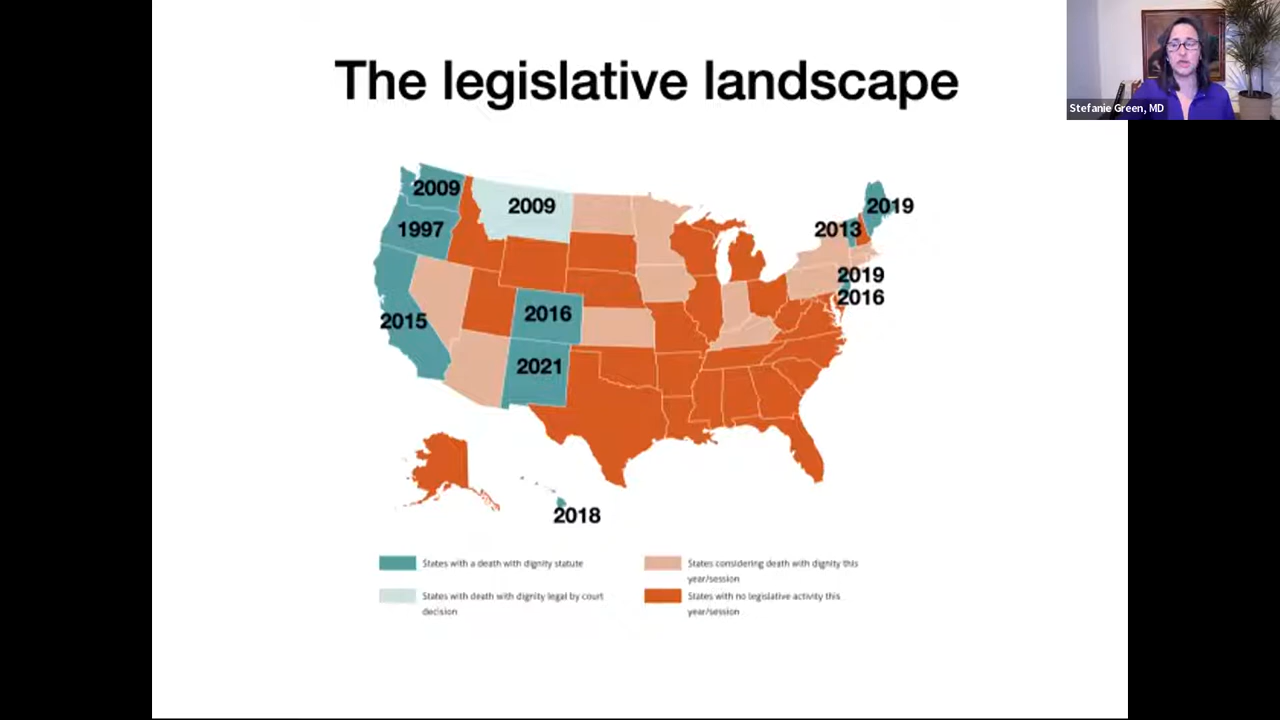 The legislative landscape
Stefanie Green, MD
2009
2009
2019
1997
2013
2019
2016
2015
2016
2021
2018
States with a death with dignity statute
States considering death with dignity this
year/session
States with death with dignity legal by court
decision
States with no legislative activity this
year/session